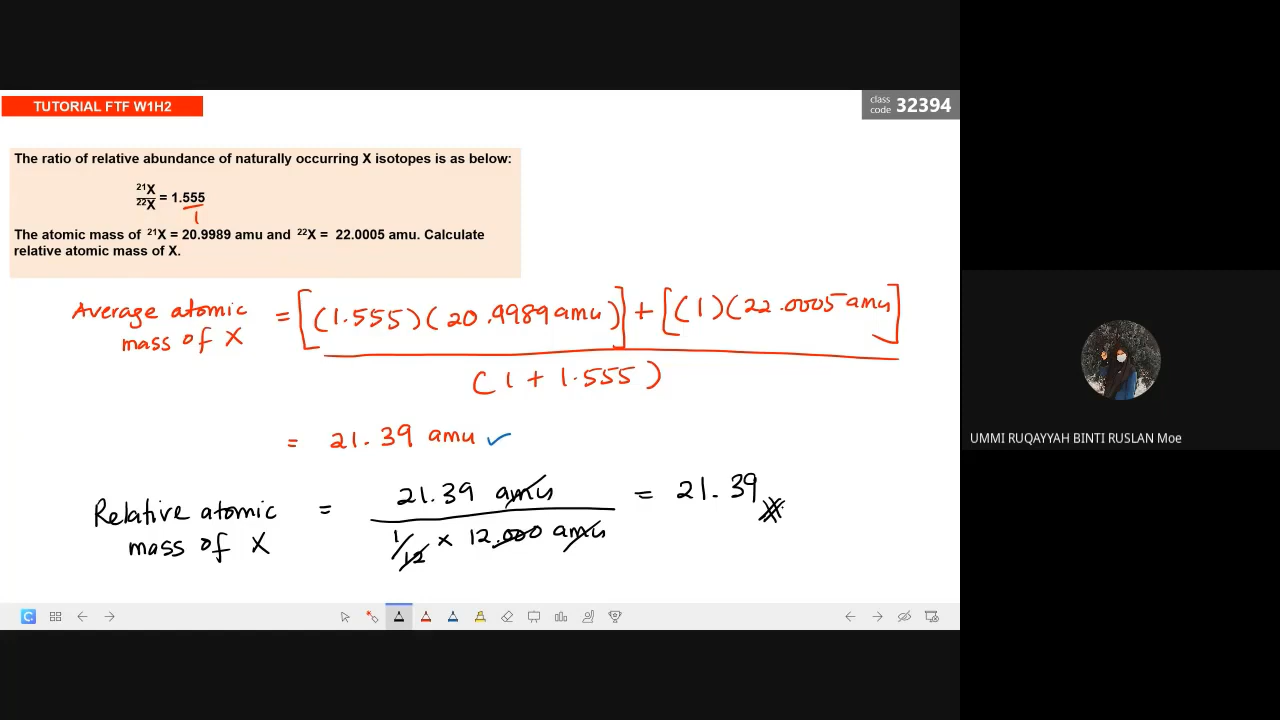 TUTORIAL FTF W1H2
class code 32394
The ratio of relative abundance of naturally occurring X isotopes is as below:
²¹X/²²X = 1.555
1
The atomic mass of ²¹X = 20.9989 amu and ²²X = 22.0005 amu. Calculate
relative atomic mass of X.
Average atomic mass of X = [(1.555)(20.9989 amu)] + [(1)(22.0005 amu]
(1 + 1.555)
= 21.39 amu ✓
Relative atomic mass of X = 21.39 amu / 1/12 x 12.000 amu = 21.39
UMMI RUQAYYAH BINTI RUSLAN Moe